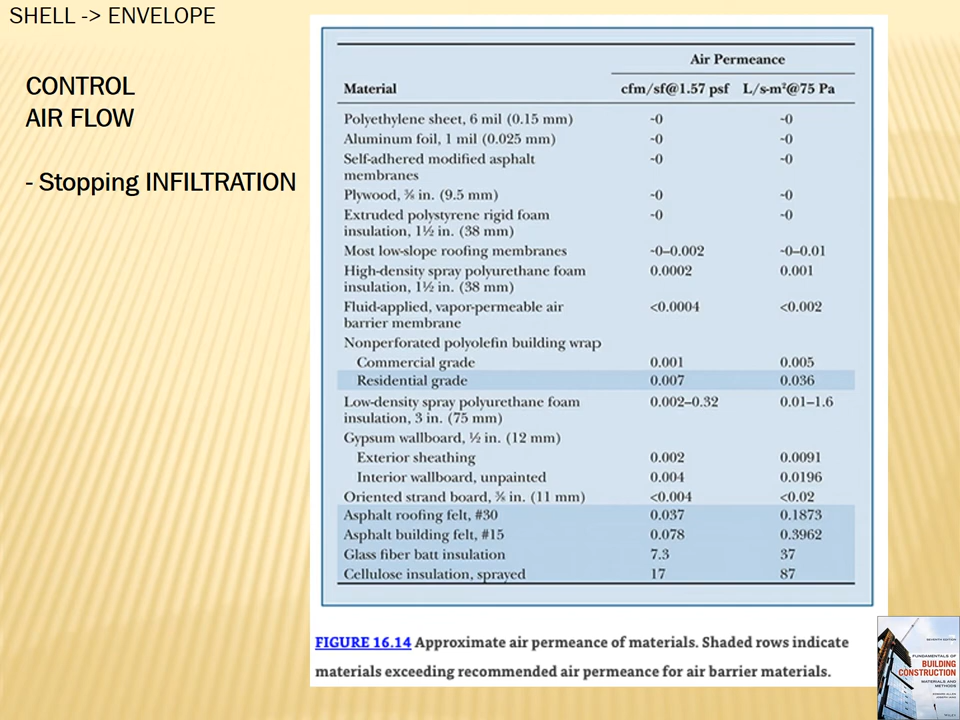 SHELL -> ENVELOPE
CONTROL
AIR FLOW
- Stopping INFILTRATION
Air Permeance
Material cfm/sf@1.57 psf L/s-m²@75 Pa
Polyethylene sheet, 6 mil (0.15 mm) ~0 ~0
Aluminum foil, 1 mil (0.025 mm) ~0 ~0
Self-adhered modified asphalt ~0 ~0
membranes
Plywood, ⅜ in. (9.5 mm) ~0 ~0
Extruded polystyrene rigid foam ~0 ~0
insulation, 1½ in. (38 mm)
Most low-slope roofing membranes ~0–0.002 ~0–0.01
High-density spray polyurethane foam 0.0002 0.001
insulation, 1½ in. (38 mm)
Fluid-applied, vapor-permeable air <0.0004 <0.002
barrier membrane
Nonperforated polyolefin building wrap
Commercial grade 0.001 0.005
Residential grade 0.007 0.036
Low-density spray polyurethane foam 0.002–0.32 0.01–1.6
insulation, 3 in. (75 mm)
Gypsum wallboard, ½ in. (12 mm)
Exterior sheathing 0.002 0.0091
Interior wallboard, unpainted 0.004 0.0196
Oriented strand board, in. (11 mm) <0.004 <0.02
Asphalt roofing felt, #30 0.037 0.1873
Asphalt building felt, #15 0.078 0.3962
Glass fiber batt insulation 7.3 37
Cellulose insulation, sprayed 17 87
FIGURE 16.14 Approximate air permeance of materials. Shaded rows indicate
materials exceeding recommended air permeance for air barrier materials.
SEVENTH EDITION
FUNDAMENTALS OF
BUILDING
CONSTRUCTION
MATERIALS AND
METHODS